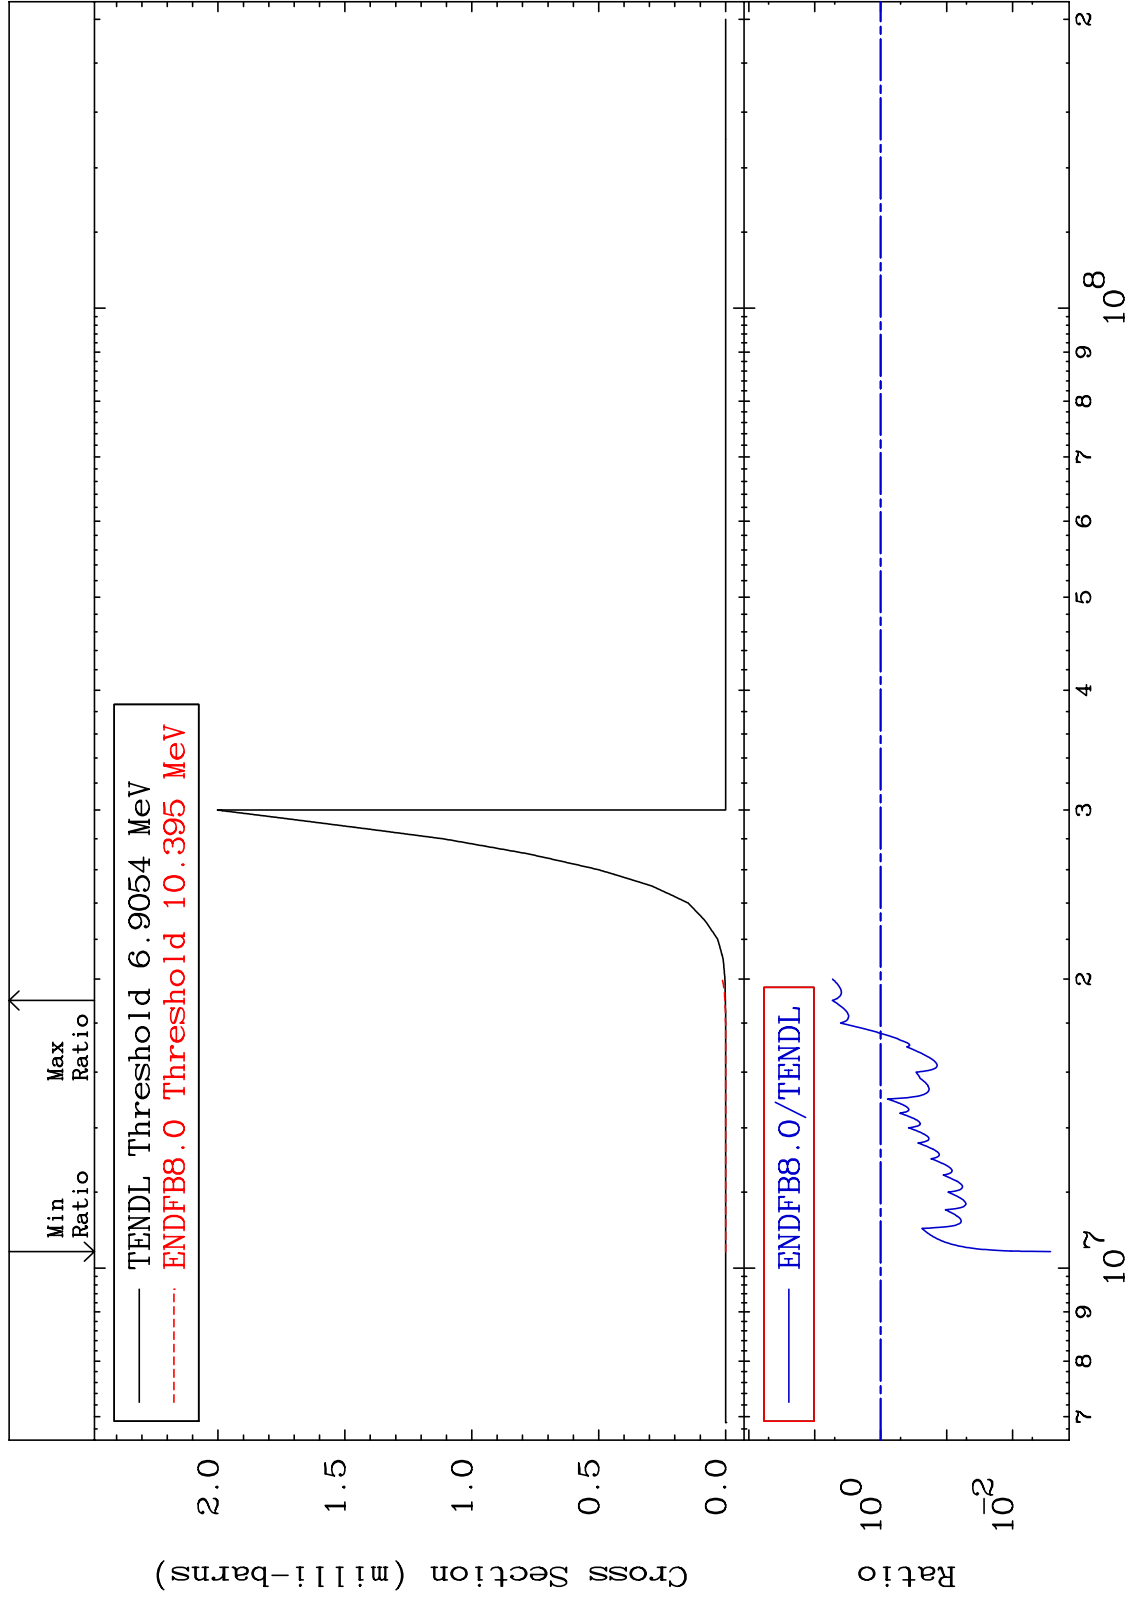 Min
Ratio
Max
Ratio
TENDL Threshold 6.9054 MeV
ENDFB8.0 Threshold 10.395 MeV
Cross Section (milli-barns)
2.0
1.5
1.0
0.5
0.0
ENDFB8.0/TENDL
Ratio
10^0
10^-2
7 8 9 10^7 2 3 4 5 6 7 8 9 10^8 2